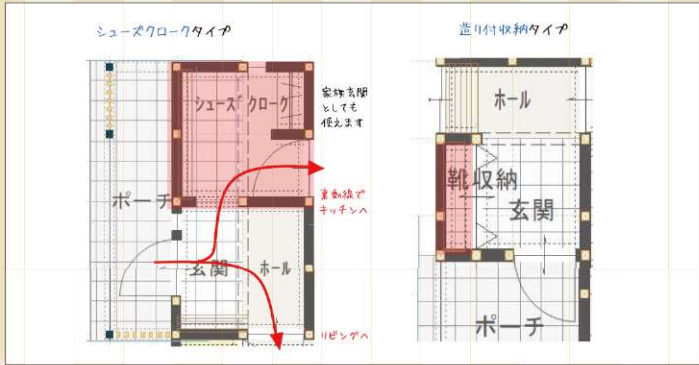 シューズクロークタイプ
シューズクローク
家族玄関
としても
使えます
裏動線で
キッチンへ
ポーチ
玄関
ホール
リビングへ
造り付収納タイプ
ホール
靴収納
玄関
ポーチ